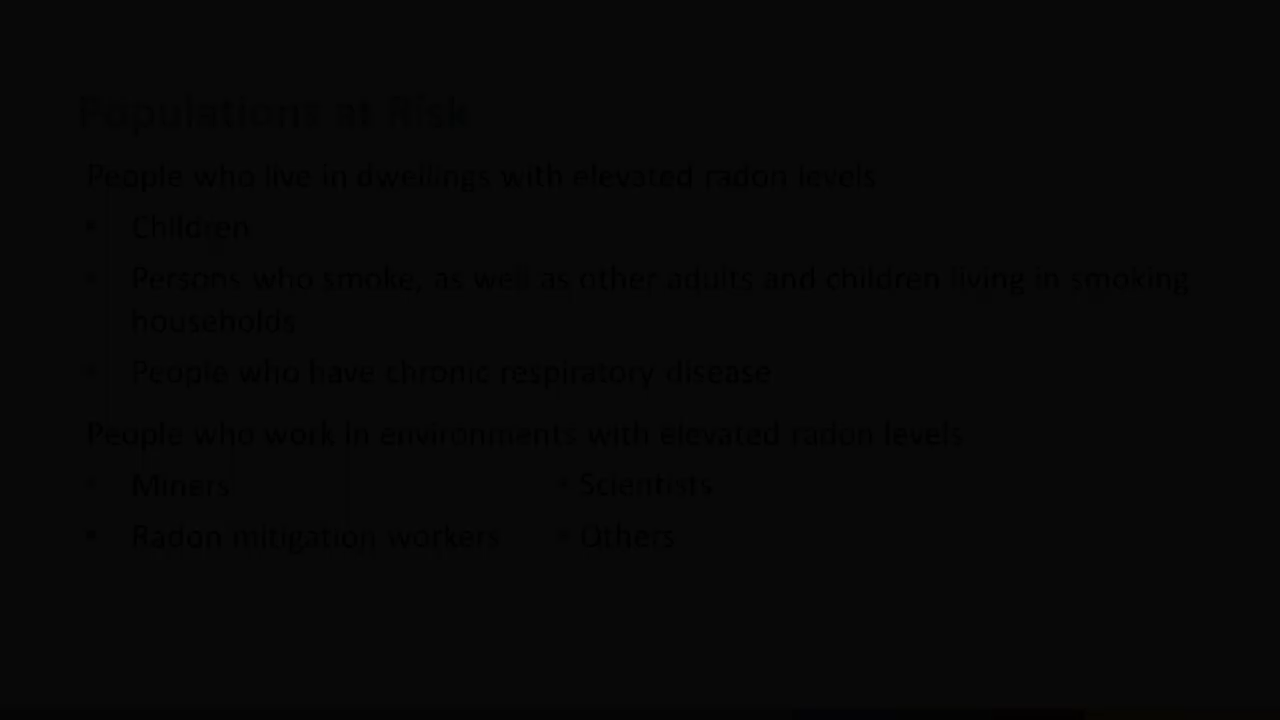 Populations at Risk
People who live in dwellings with elevated radon levels
• Children
• Persons who smoke, as well as other adults and children living in smoking
households
• People who have chronic respiratory disease
People who work in environments with elevated radon levels
• Miners • Scientists
• Radon mitigation workers • Others